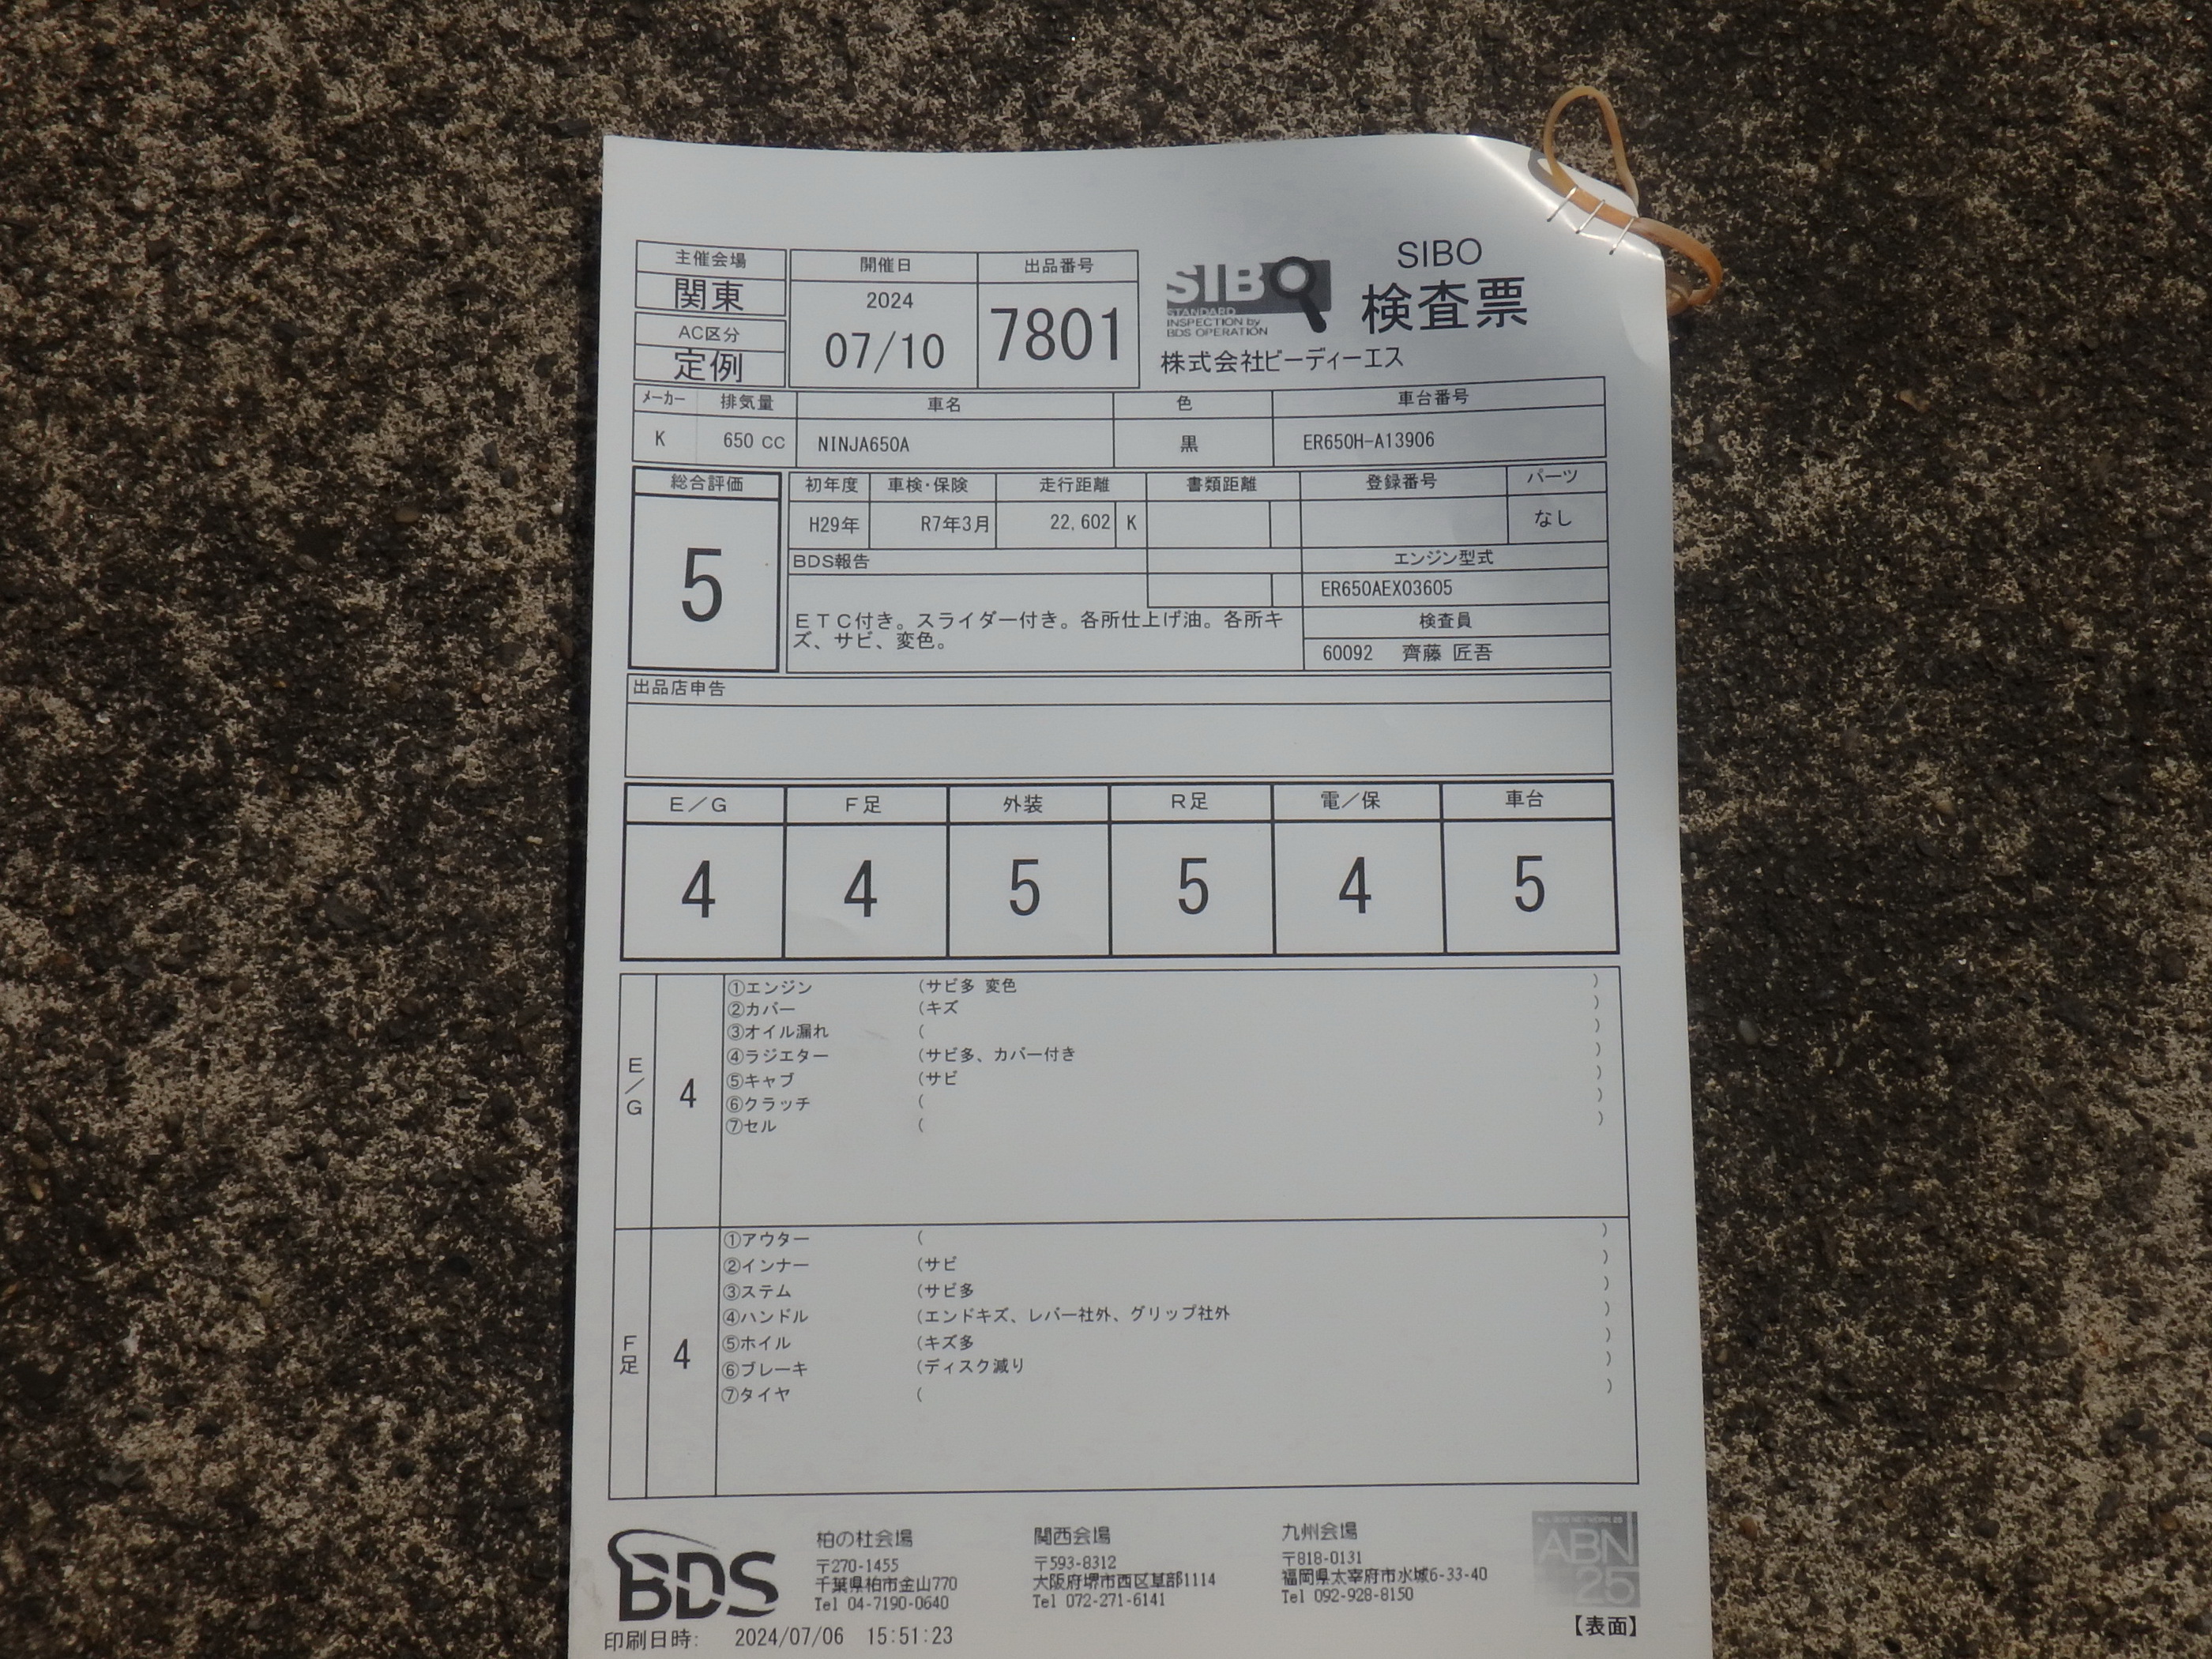 SIBO
検査票
SIBO
STANDARD
INSPECTION by
BDS OPERATION
株式会社ビーディーエス
主催会場
関東
AC区分
定例
開催日
2024
07/10
出品番号
7801
メーカー 排気量 車名 色 車台番号
K 650 CC NINJA650A 黒 ER650H-A13906
総合評価
5
初年度 車検・保険 走行距離 書類距離 登録番号 パーツ
H29年 R7年3月 22,602 K なし
BDS報告
ETC付き。スライダー付き。各所仕上げ油。各所キ
ズ、サビ、変色。
エンジン型式
ER650AEX03605
検査員
60092 齊藤 匠吾
出品店申告
E/G F足 外装 R足 電/保 車台
4 4 5 5 4 5
E/G
4
①エンジン (サビ多 変色 )
②カバー (キズ )
③オイル漏れ ( )
④ラジエター (サビ多、カバー付き )
⑤キャブ (サビ )
⑥クラッチ ( )
⑦セル ( )
F足
4
①アウター ( )
②インナー (サビ )
③ステム (サビ多 )
④ハンドル (エンドキズ、レバー社外、グリップ社外 )
⑤ホイル (キズ多 )
⑥ブレーキ (ディスク減り )
⑦タイヤ ( )
BDS
柏の杜会場
〒270-1455
千葉県柏市金山770
Tel 04-7190-0640
関西会場
〒593-8312
大阪府堺市西区草部1114
Tel 072-271-6141
九州会場
〒818-0131
福岡県太宰府市水城6-33-40
Tel 092-928-8150
ALL BDS NETWORK 25
ABN
25
印刷日時: 2024/07/06 15:51:23
【表面】